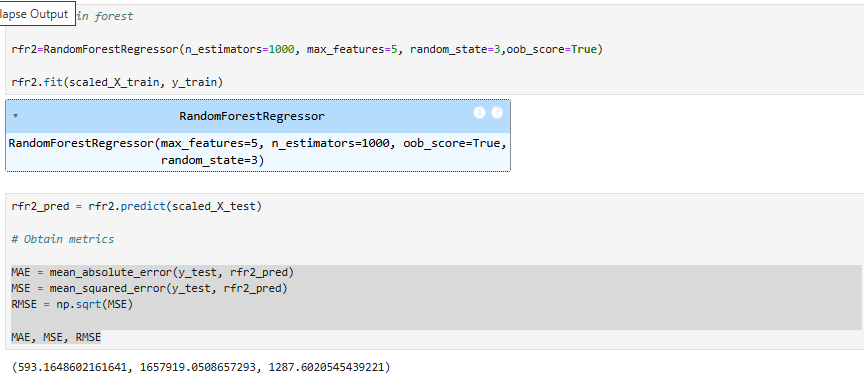 lapse Output
in forest
rfr2=RandomForestRegressor(n_estimators=1000, max_features=5, random_state=3,oob_score=True)
rfr2.fit(scaled_X_train, y_train)
RandomForestRegressor
i ?
RandomForestRegressor(max_features=5, n_estimators=1000, oob_score=True,
random_state=3)
rfr2_pred = rfr2.predict(scaled_X_test)
# Obtain metrics
MAE = mean_absolute_error(y_test, rfr2_pred)
MSE = mean_squared_error(y_test, rfr2_pred)
RMSE = np.sqrt(MSE)
MAE, MSE, RMSE
(593.1648602161641, 1657919.0508657293, 1287.6020545439221)